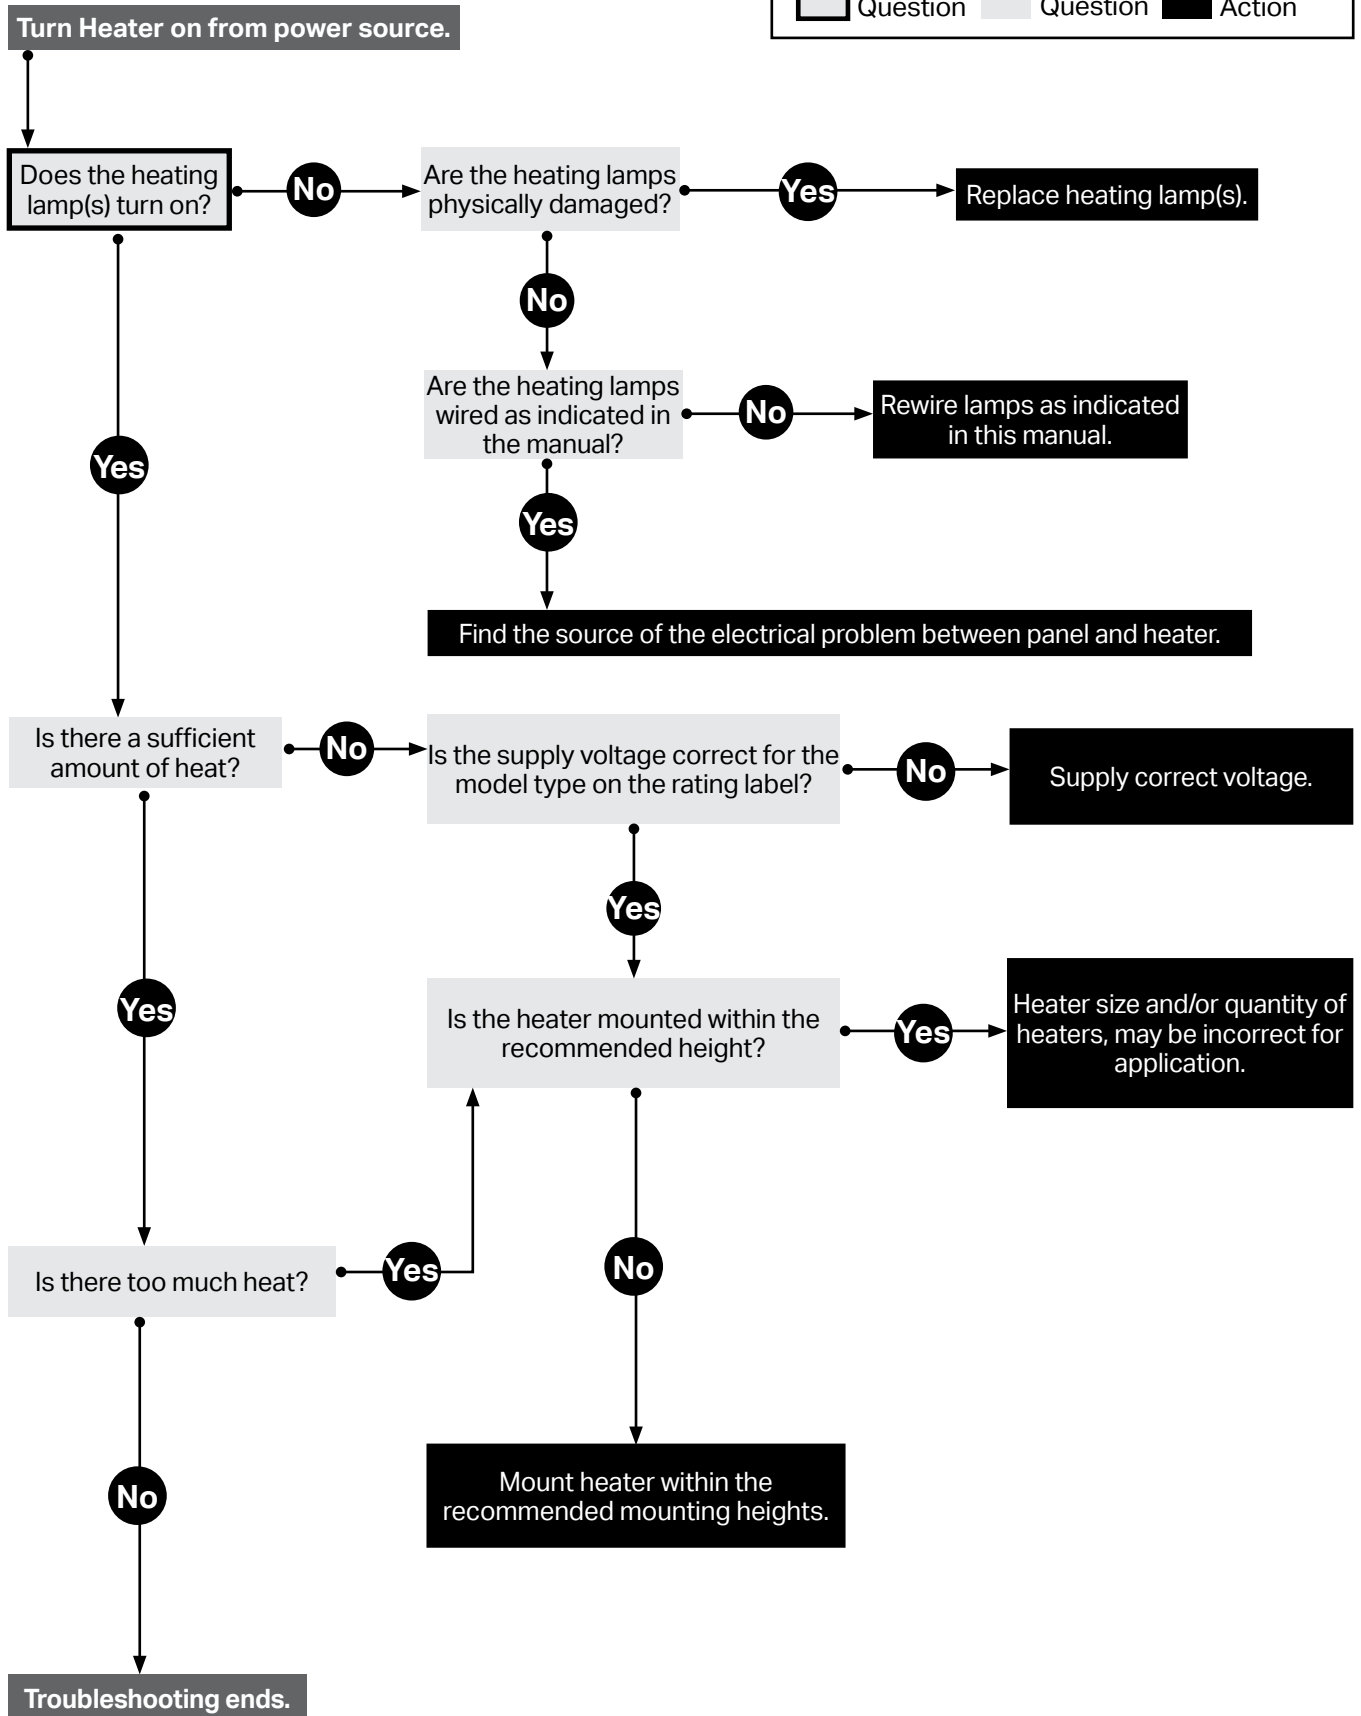 Question
Question
Action
Turn Heater on from power source.
Does the heating
lamp(s) turn on?
No
Are the heating lamps
physically damaged?
Yes
Replace heating lamp(s).
No
Are the heating lamps
wired as indicated in
the manual?
No
Rewire lamps as indicated
in this manual.
Yes
Yes
Find the source of the electrical problem between panel and heater.
Is there a sufficient
amount of heat?
No
Is the supply voltage correct for the
model type on the rating label?
No
Supply correct voltage.
Yes
Yes
Is the heater mounted within the
recommended height?
Yes
Heater size and/or quantity of
heaters, may be incorrect for
application.
Is there too much heat?
Yes
No
Mount heater within the
recommended mounting heights.
No
Troubleshooting ends.